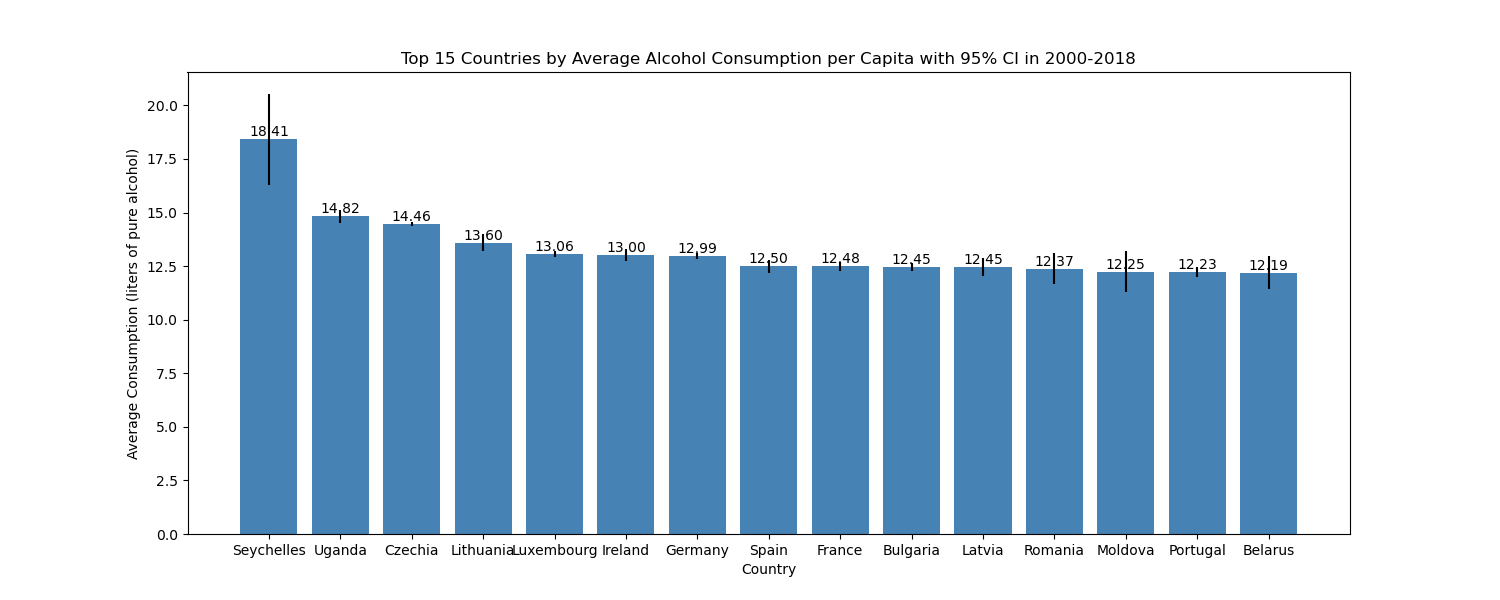 Top 15 Countries by Average Alcohol Consumption per Capita with 95% CI in 2000-2018
Average Consumption (liters of pure alcohol)
20.0
17.5
15.0
12.5
10.0
7.5
5.0
2.5
0.0
18.41
14.82
14.46
13.60
13.06
13.00
12.99
12.50
12.48
12.45
12.45
12.37
12.25
12.23
12.19
Seychelles
Uganda
Czechia
Lithuania
Luxembourg
Ireland
Germany
Spain
France
Bulgaria
Latvia
Romania
Moldova
Portugal
Belarus
Country